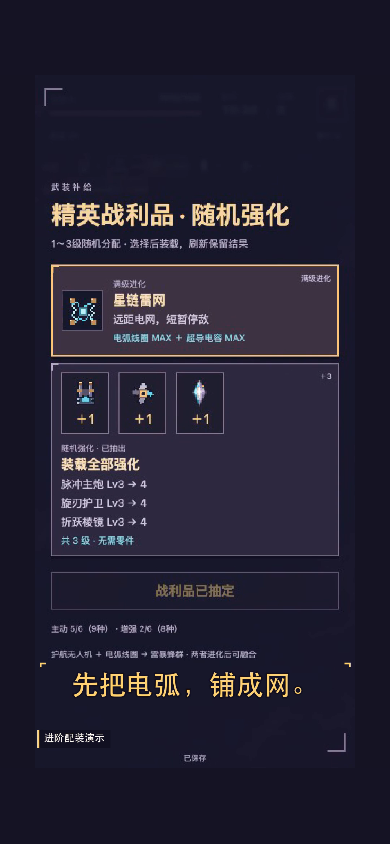 武装补给
精英战利品·随机强化
1～3级随机分配·选择后装载，刷新保留结果
满级进化
满级进化
星链雷网
远距电网，短暂停敌
电弧线圈 MAX ＋ 超导电容 MAX
+3
+1 +1 +1
随机强化·已抽出
装载全部强化
脉冲主炮 Lv3 → 4
旋刃护卫 Lv3 → 4
折跃棱镜 Lv3 → 4
共 3 级·无需零件
战利品已抽定
主动 5/6（9种）·增强 2/6（8种）
护航无人机 ＋ 电弧线圈 → 雷暴蜂群·两者进化后可融合
先把电弧，铺成网。
进阶配装演示
已保存